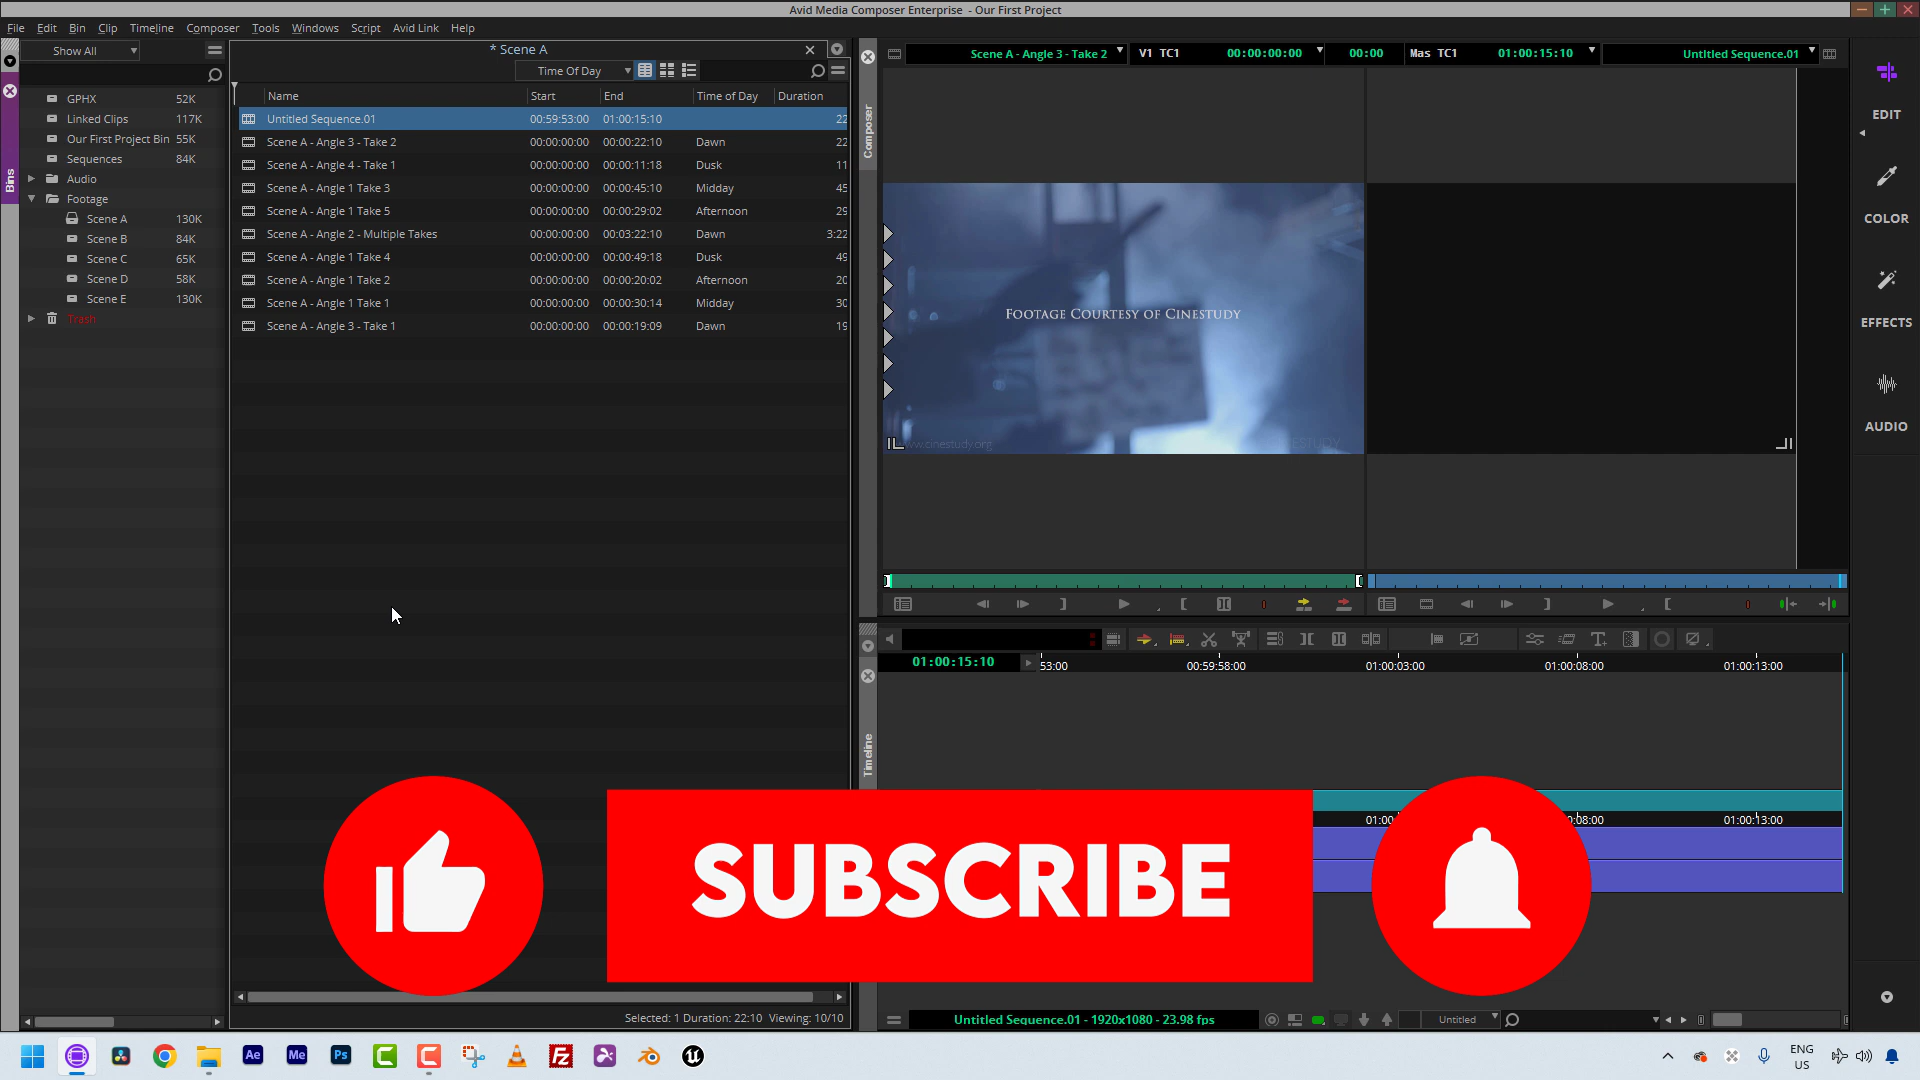 Avid Media Composer Enterprise - Our First Project
File Edit Bin Clip Timeline Composer Tools Windows Script Avid Link Help
Show All
* Scene A
Time Of Day
Bins
GPHX 52K
Linked Clips 117K
Our First Project Bin 55K
Sequences 84K
Audio
Footage
Scene A 130K
Scene B 84K
Scene C 65K
Scene D 58K
Scene E 130K
Trash
Name Start End Time of Day Duration
Untitled Sequence.01 00:59:53:00 01:00:15:10 22
Scene A - Angle 3 - Take 2 00:00:00:00 00:00:22:10 Dawn 22
Scene A - Angle 4 - Take 1 00:00:00:00 00:00:11:18 Dusk 11
Scene A - Angle 1 Take 3 00:00:00:00 00:00:45:10 Midday 45
Scene A - Angle 1 Take 5 00:00:00:00 00:00:29:02 Afternoon 29
Scene A - Angle 2 - Multiple Takes 00:00:00:00 00:03:22:10 Dawn 3:22
Scene A - Angle 1 Take 4 00:00:00:00 00:00:49:18 Dusk 49
Scene A - Angle 1 Take 2 00:00:00:00 00:00:20:02 Afternoon 20
Scene A - Angle 1 Take 1 00:00:00:00 00:00:30:14 Midday 30
Scene A - Angle 3 - Take 1 00:00:00:00 00:00:19:09 Dawn 19
Selected: 1 Duration: 22:10 Viewing: 10/10
Composer
Scene A - Angle 3 - Take 2 V1 TC1 00:00:00:00 00:00 Mas TC1 01:00:15:10 Untitled Sequence.01
Footage Courtesy of Cinestudy
www.cinestudy.org
CINESTUDY
EDIT
COLOR
EFFECTS
AUDIO
Timeline
01:00:15:10 53:00 00:59:58:00 01:00:03:00 01:00:08:00 01:00:13:00
01:00 0:08:00 01:00:13:00
SUBSCRIBE
Untitled Sequence.01 - 1920x1080 - 23.98 fps Untitled
Ae Me Ps C C Fz
ENG
US